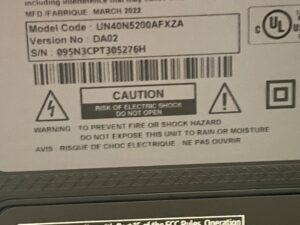 interference that may cause
MFD/FABRIQUE : MARCH 2022
Model Code : UN40N5200AFXZA
Version No : DA02
S/N : 095N3CPT305276H
C UL
CAUTION
RISK OF ELECTRIC SHOCK
DO NOT OPEN
WARNING : TO PREVENT FIRE OR SHOCK HAZARD
DO NOT EXPOSE THIS UNIT TO RAIN OR MOISTURE
AVIS : RISQUE DE CHOC ELECTRIQUE - NE PAS OUVRIR
of the FCC Rules. Operation